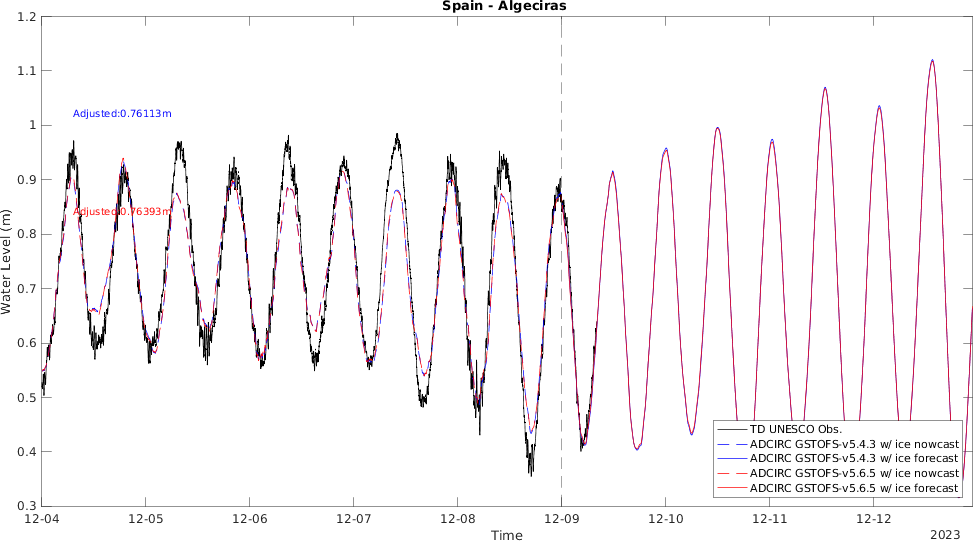 Spain - Algeciras
1.2
1.1
1
0.9
0.8
0.7
0.6
0.5
0.4
0.3
Water Level (m)
Adjusted:0.76113m
Adjusted:0.76393m
TD UNESCO Obs.
ADCIRC GSTOFS-v5.4.3 w/ ice nowcast
ADCIRC GSTOFS-v5.4.3 w/ ice forecast
ADCIRC GSTOFS-v5.6.5 w/ ice nowcast
ADCIRC GSTOFS-v5.6.5 w/ ice forecast
12-04 12-05 12-06 12-07 12-08 12-09 12-10 12-11 12-12
Time
2023